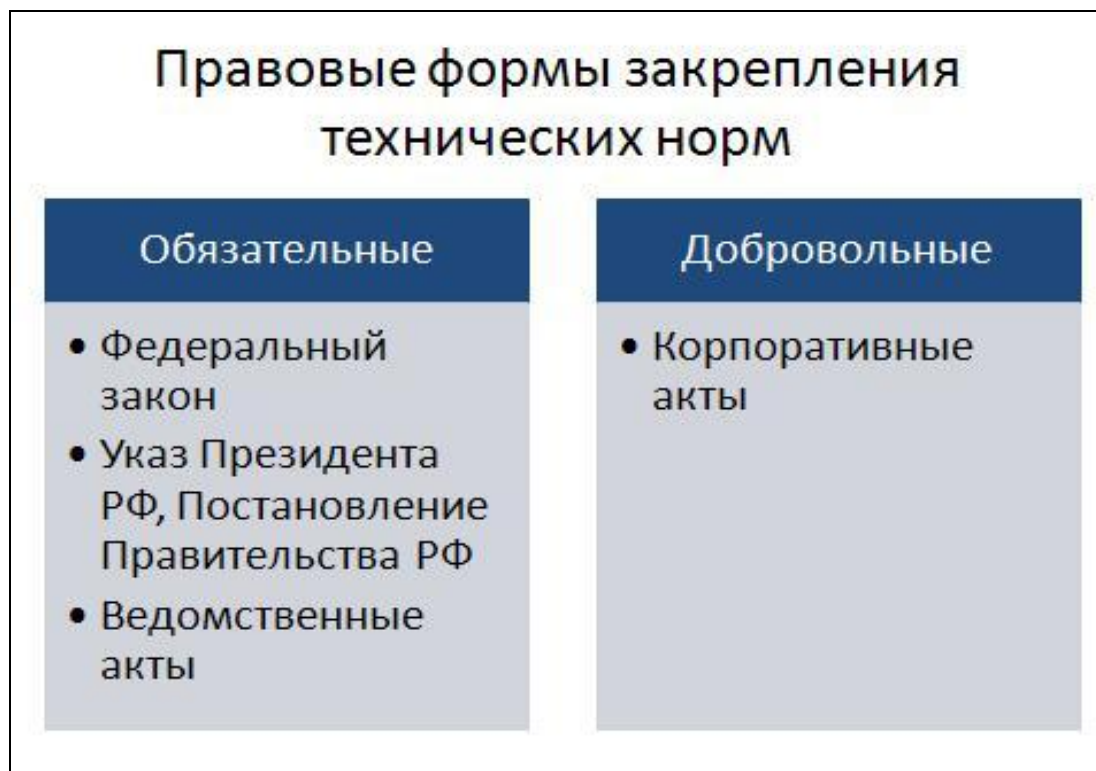 Правовые формы закрепления
технических норм
Обязательные
• Федеральный
закон
• Указ Президента
РФ, Постановление
Правительства РФ
• Ведомственные
акты
Добровольные
• Корпоративные
акты